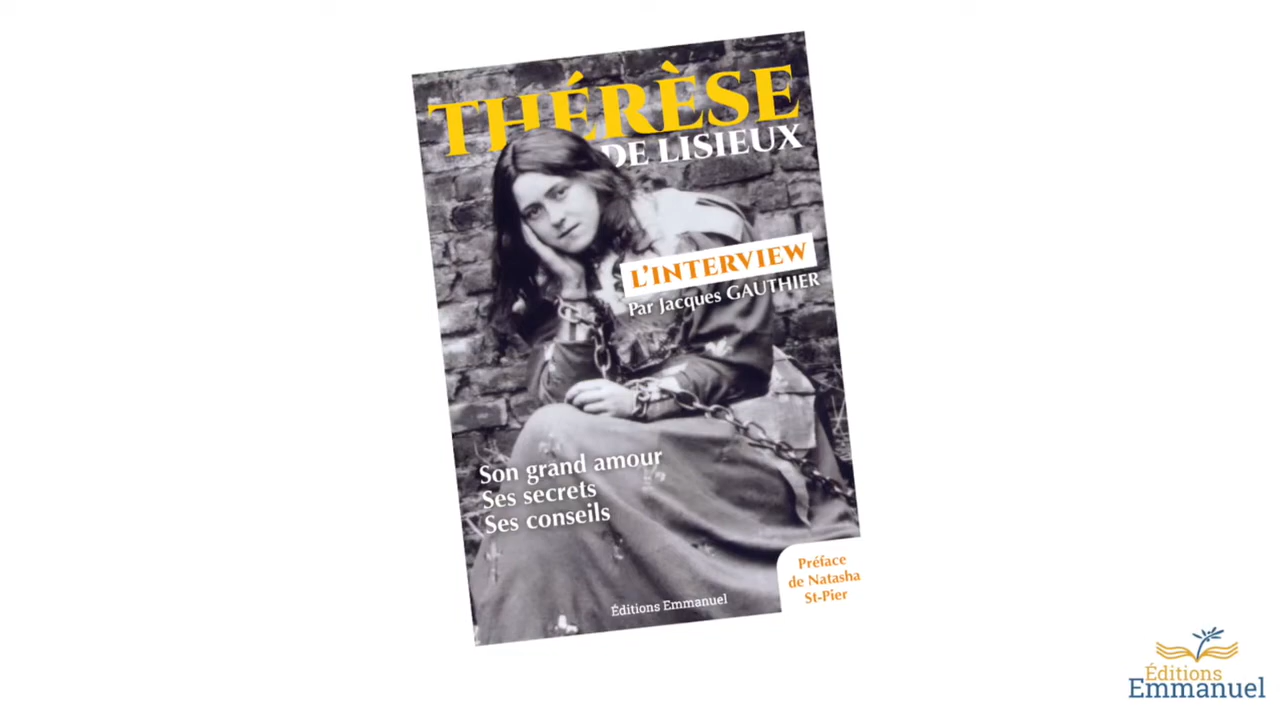 THÉRÈSE
DE LISIEUX
L'INTERVIEW
Par Jacques GAUTHIER
Son grand amour
Ses secrets
Ses conseils
Préface
de Natasha
St-Pier
Éditions Emmanuel
Éditions
Emmanuel